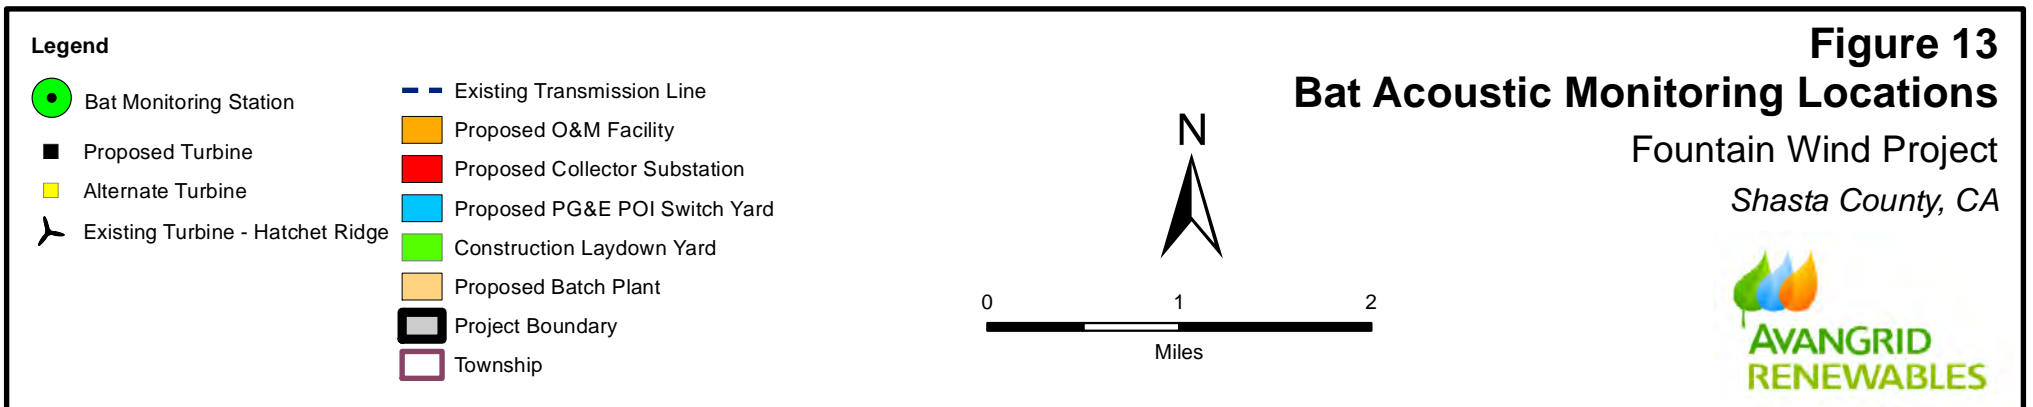 Legend
Bat Monitoring Station
Proposed Turbine
Alternate Turbine
Existing Turbine - Hatchet Ridge
Existing Transmission Line
Proposed O&M Facility
Proposed Collector Substation
Proposed PG&E POI Switch Yard
Construction Laydown Yard
Proposed Batch Plant
Project Boundary
Township
N
0 1 2
Miles
Figure 13
Bat Acoustic Monitoring Locations
Fountain Wind Project
Shasta County, CA
AVANGRID
RENEWABLES